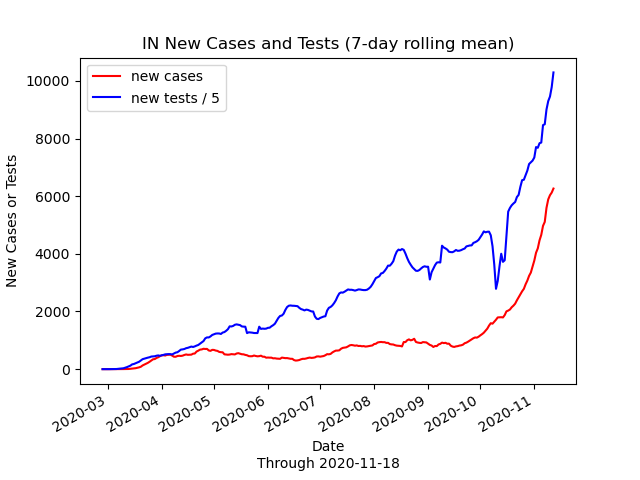 IN New Cases and Tests (7-day rolling mean)
new cases
new tests / 5
New Cases or Tests
10000
8000
6000
4000
2000
0
2020-03
2020-04
2020-05
2020-06
2020-07
2020-08
2020-09
2020-10
2020-11
Date
Through 2020-11-18